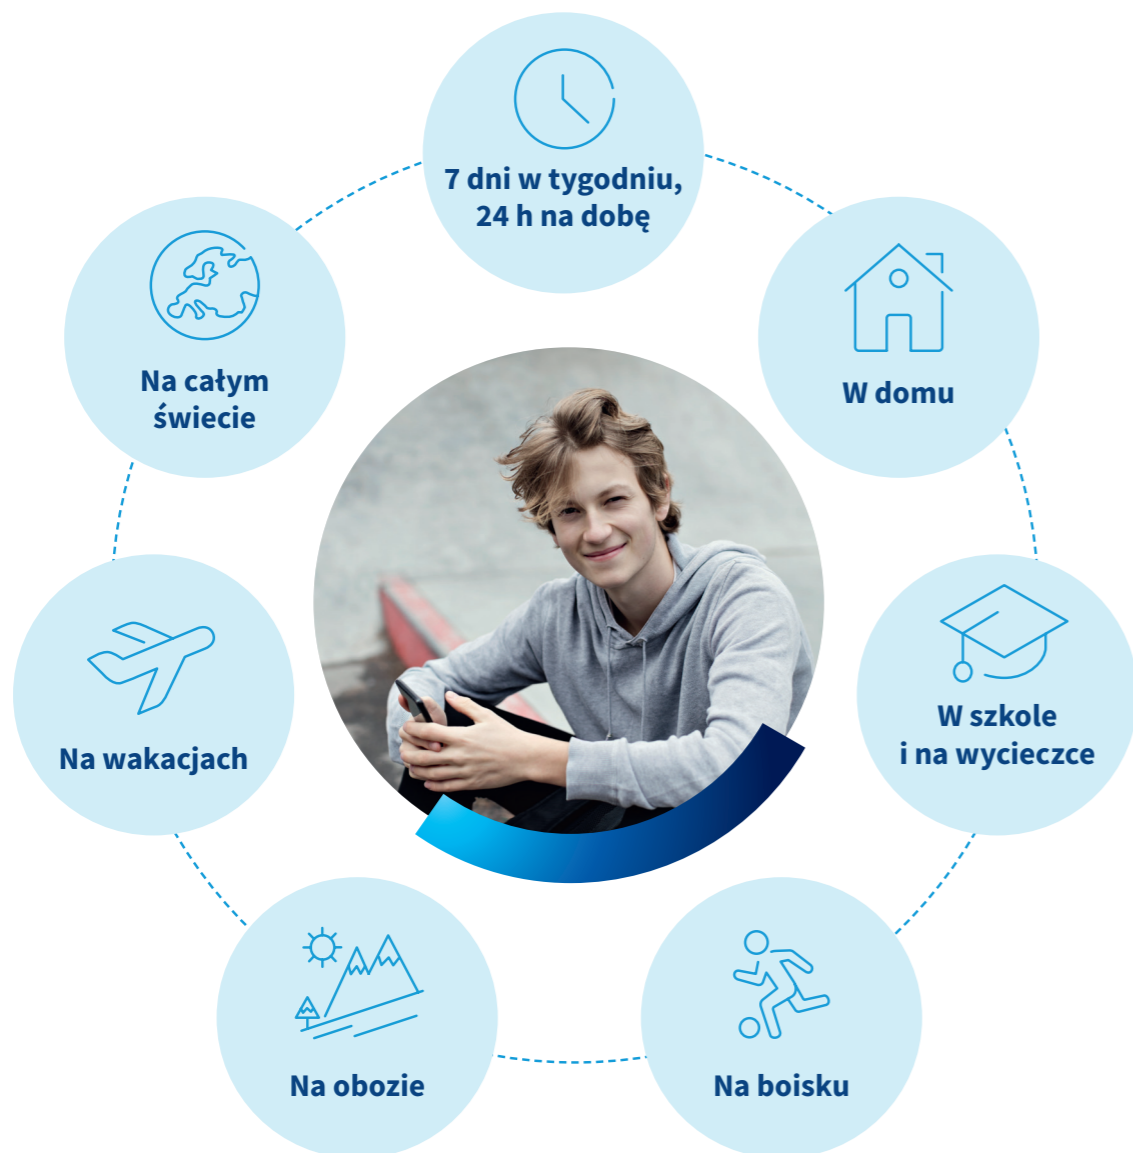 7 dni w tygodniu,
24 h na dobę
W domu
W szkole
i na wycieczce
Na boisku
Na obozie
Na wakacjach
Na całym
świecie